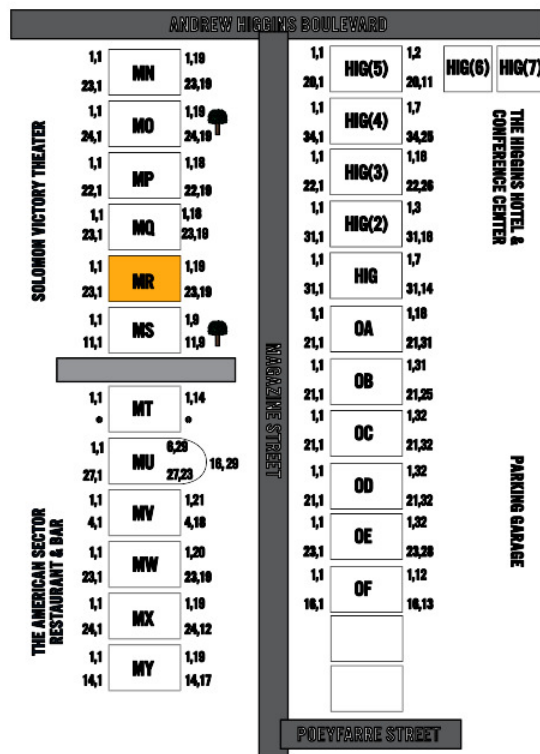 ANDREW HIGGINS BOULEVARD
SOLOMON VICTORY THEATER
1,1 MN 1,19
23,1 23,19
1,1 MO 1,19
24,1 24,19
1,1 MP 1,18
22,1 22,19
1,1 MQ 1,18
23,1 23,19
1,1 MR 1,19
23,1 23,19
1,1 MS 1,9
11,1 11,9
THE AMERICAN SECTOR
RESTAURANT & BAR
1,1 MT 1,14
* *
1,1 MU 6,29
27,1 27,23 16,29
1,1 MV 1,21
4,1 4,18
1,1 MW 1,20
23,1 23,19
1,1 MX 1,19
24,1 24,12
1,1 MY 1,19
14,1 14,17
MAGAZINE STREET
1,1 HIG(5) 1,2 HIG(6) HIG(7)
20,1 20,11
1,1 HIG(4) 1,7
34,1 34,25
1,1 HIG(3) 1,18
22,1 22,26
1,1 HIG(2) 1,3
31,1 31,16
1,1 HIG 1,7
31,1 31,14
THE HIGGINS HOTEL &
CONFERENCE CENTER
1,1 OA 1,18
21,1 21,31
1,1 OB 1,31
21,1 21,25
1,1 OC 1,32
21,1 21,32
1,1 OD 1,32
21,1 21,32
1,1 OE 1,32
23,1 23,28
1,1 OF 1,12
16,1 16,13
PARKING GARAGE
POEYFARRE STREET